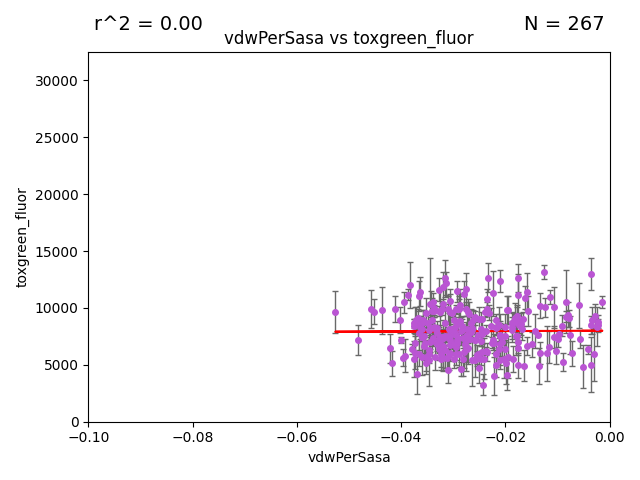 r^2 = 0.00
N = 267
vdwPerSasa vs toxgreen_fluor
30000
25000
20000
15000
10000
5000
0
toxgreen_fluor
−0.10
−0.08
−0.06
−0.04
−0.02
0.00
vdwPerSasa